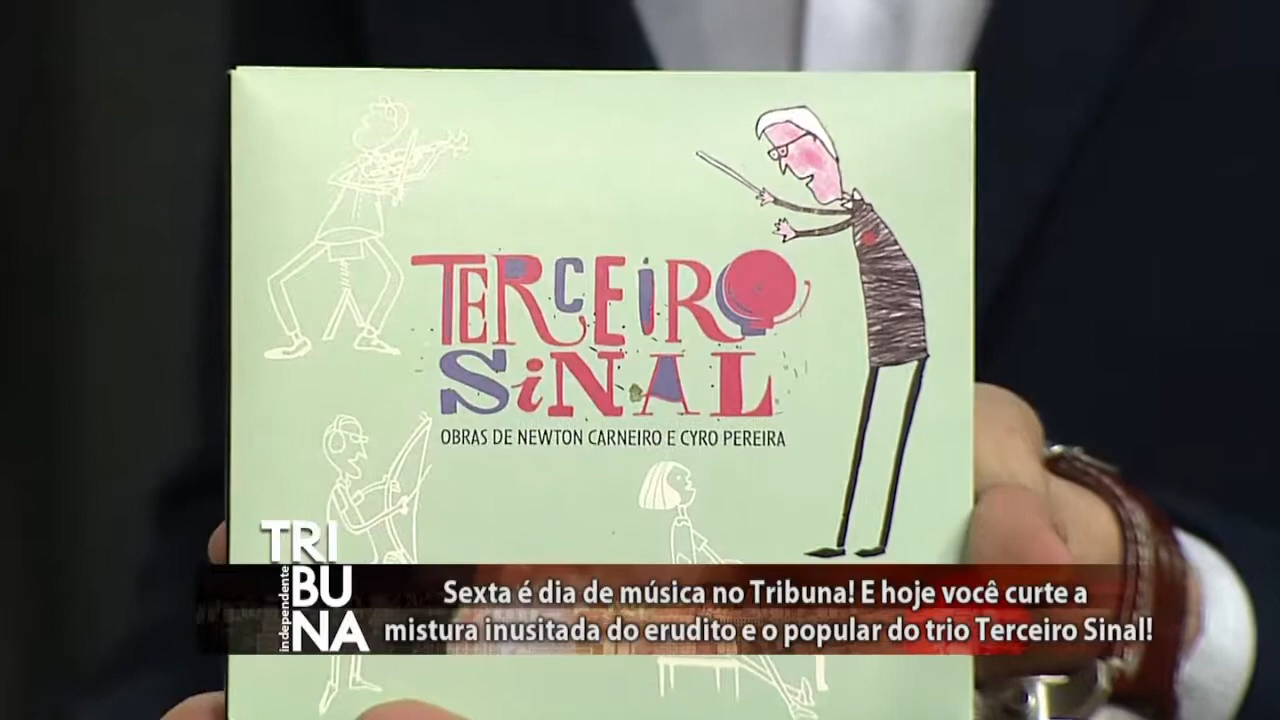 TERCEIRO
SiNAL
OBRAS DE NEWTON CARNEIRO E CYRO PEREIRA
TRI
BU
NA
independente
Sexta é dia de música no Tribuna! E hoje você curte a
mistura inusitada do erudito e o popular do trio Terceiro Sinal!